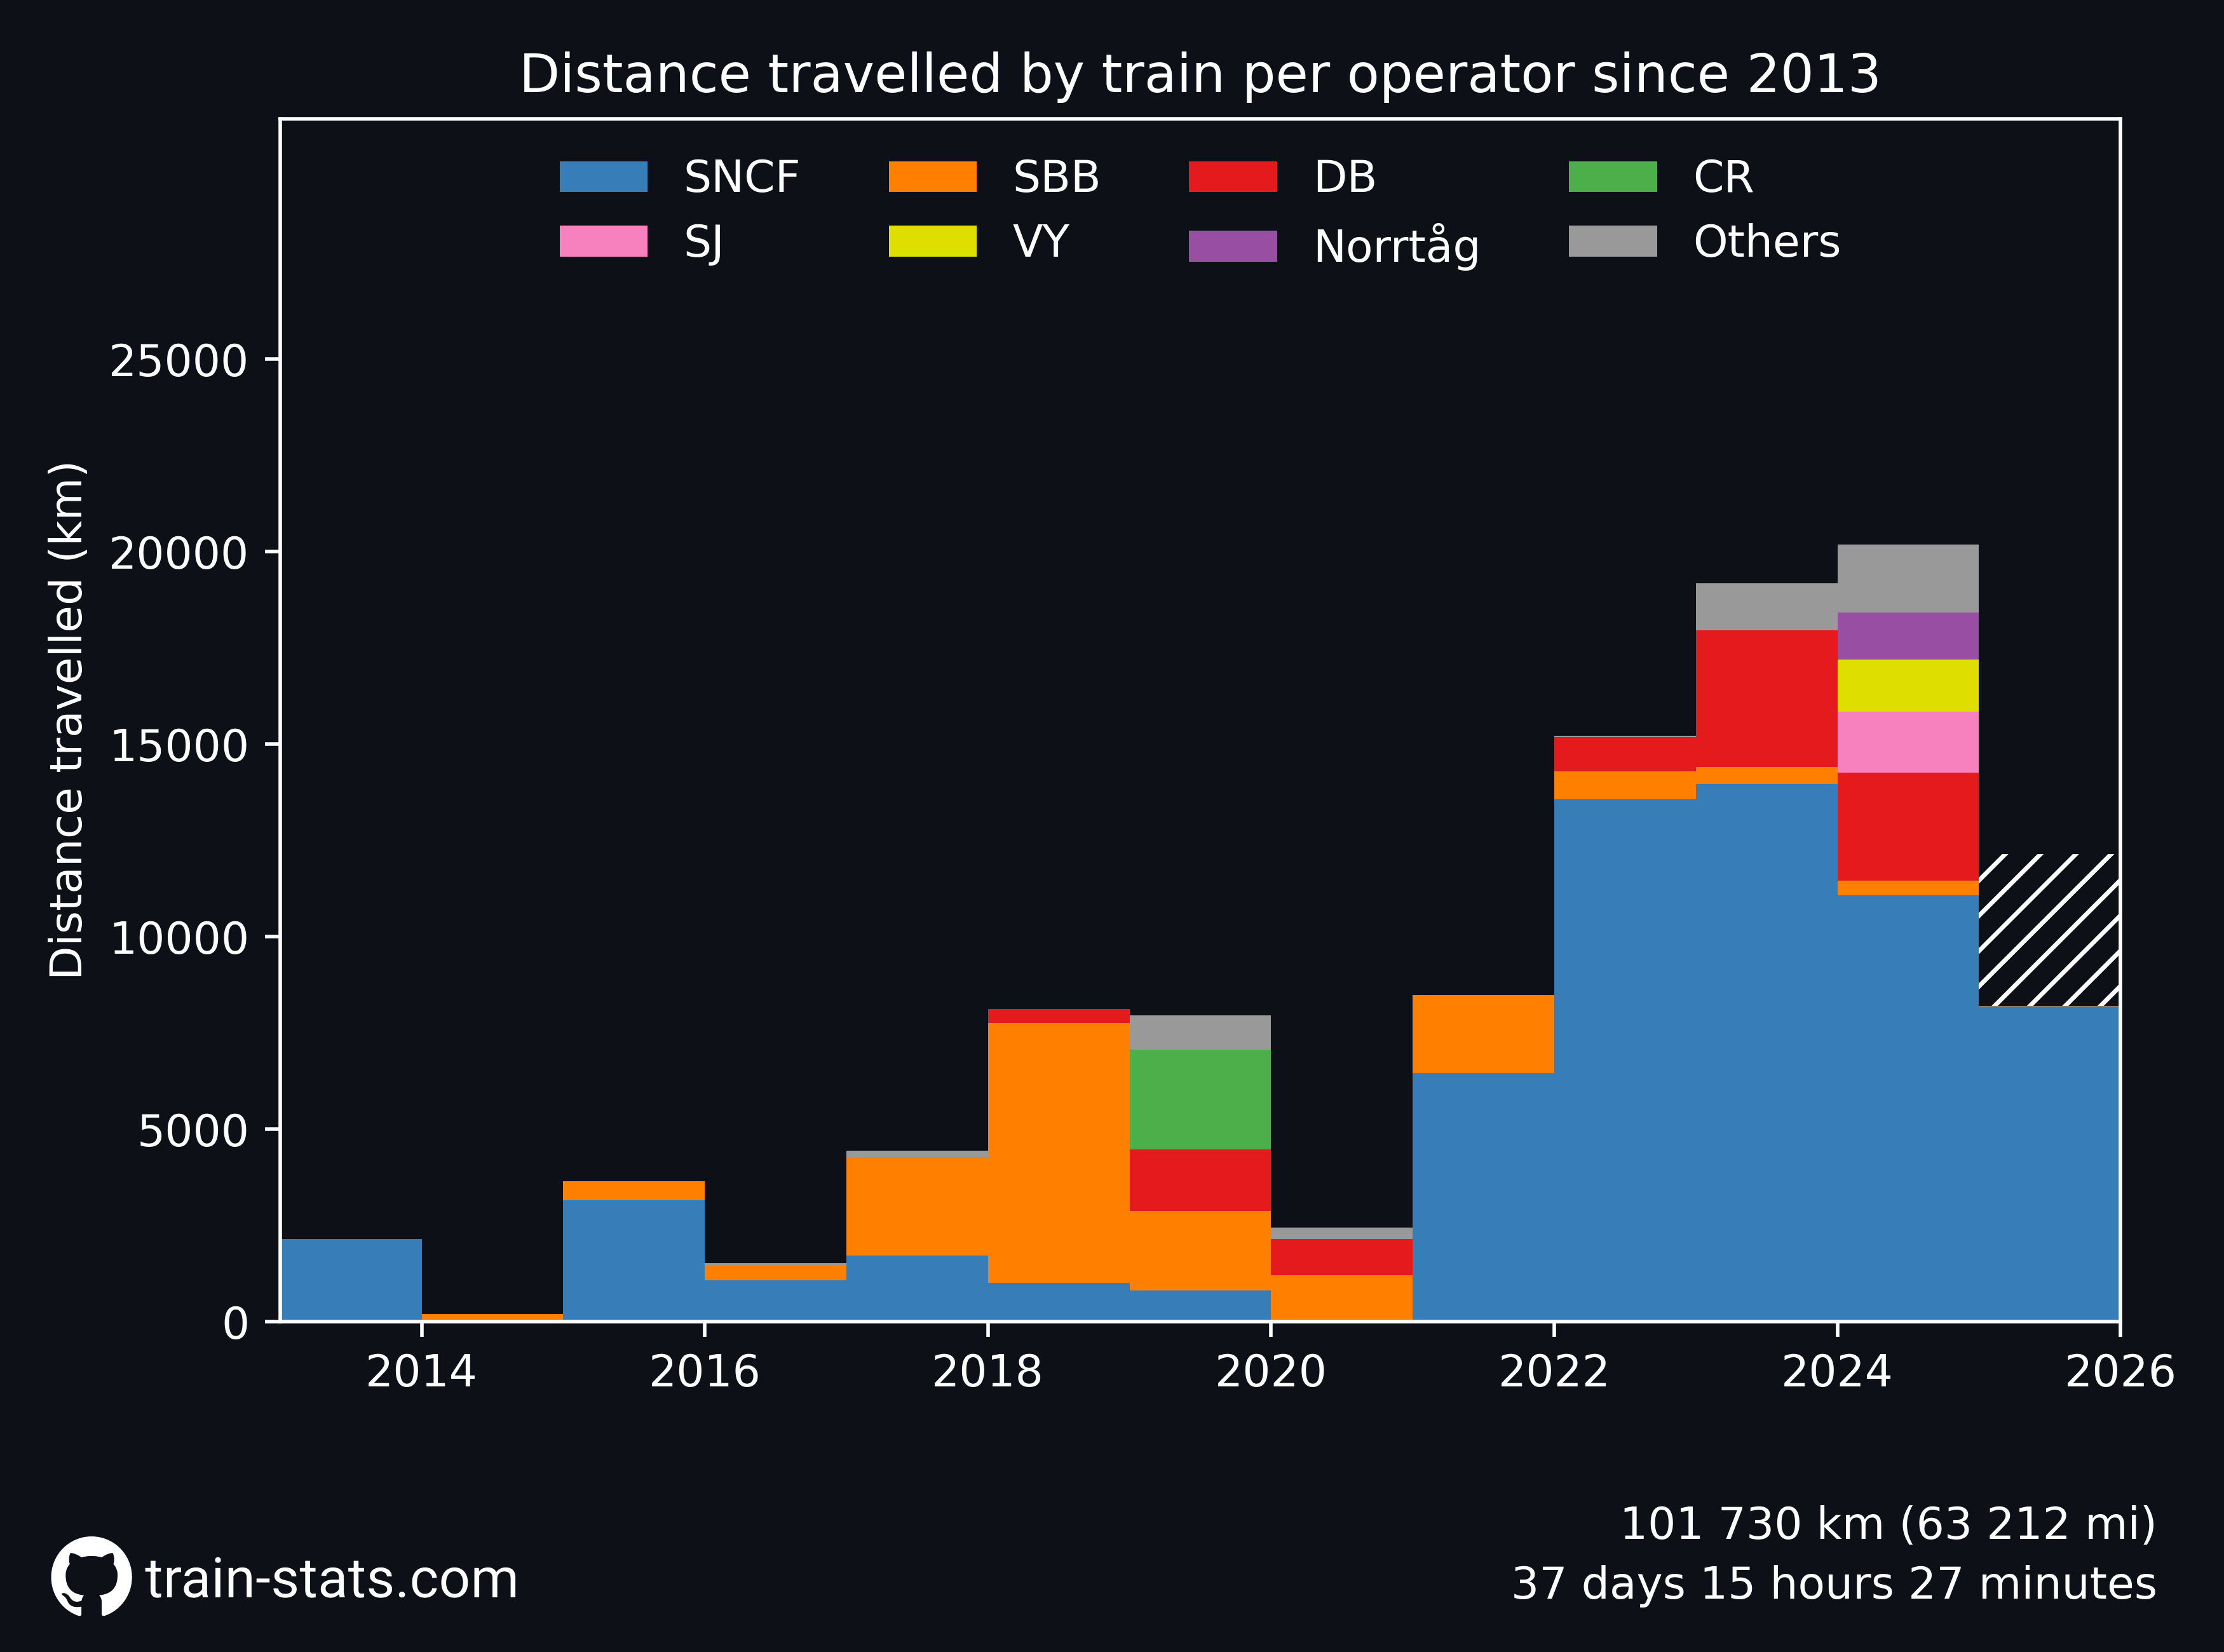 Distance travelled by train per operator since 2013
SNCF SBB DB CR
SJ VY Norrtåg Others
Distance travelled (km)
25000
20000
15000
10000
5000
0
2014 2016 2018 2020 2022 2024 2026
101 730 km (63 212 mi)
train-stats.com
37 days 15 hours 27 minutes